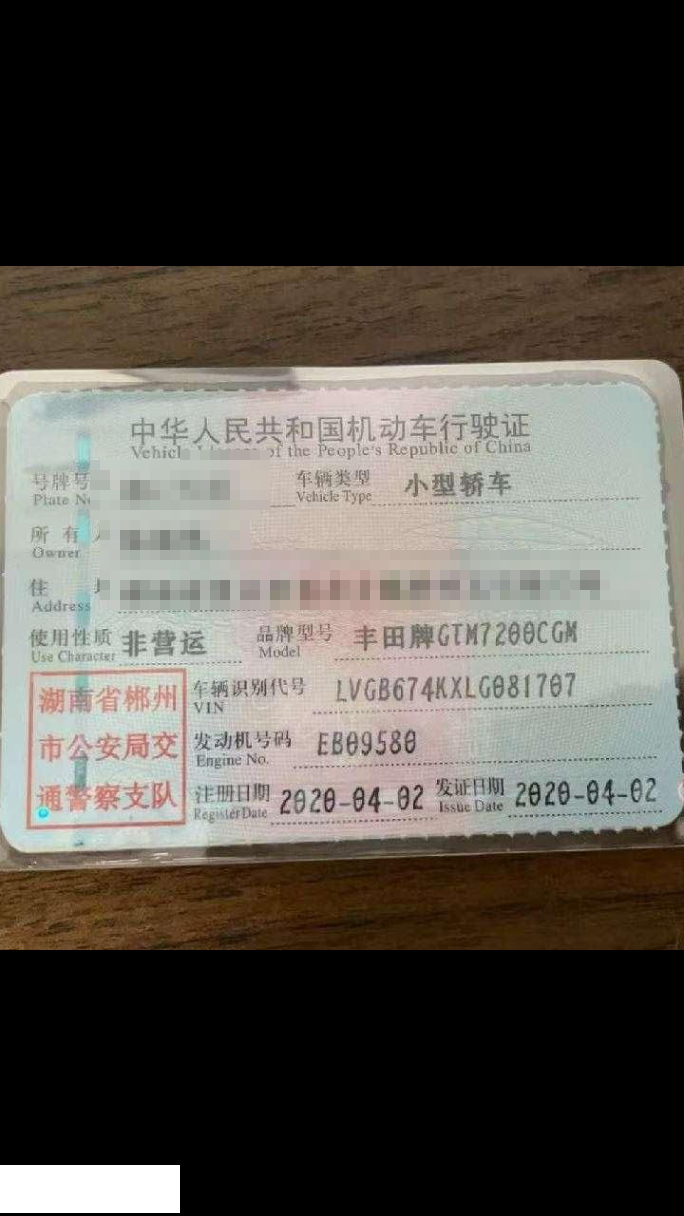 中华人民共和国机动车行驶证
Vehicle License of the People's Republic of China
号牌号 车辆类型 小型轿车
Plate No Vehicle Type
所有人
Owner
住
Address
使用性质 非营运 品牌型号 丰田牌GTM7200CGM
Use Character Model
湖南省郴州 车辆识别代号 LVGB674KXLG081707
VIN
市公安局交 发动机号码 EB09580
Engine No.
通警察支队 注册日期 2020-04-02 发证日期 2020-04-02
Register Date Issue Date